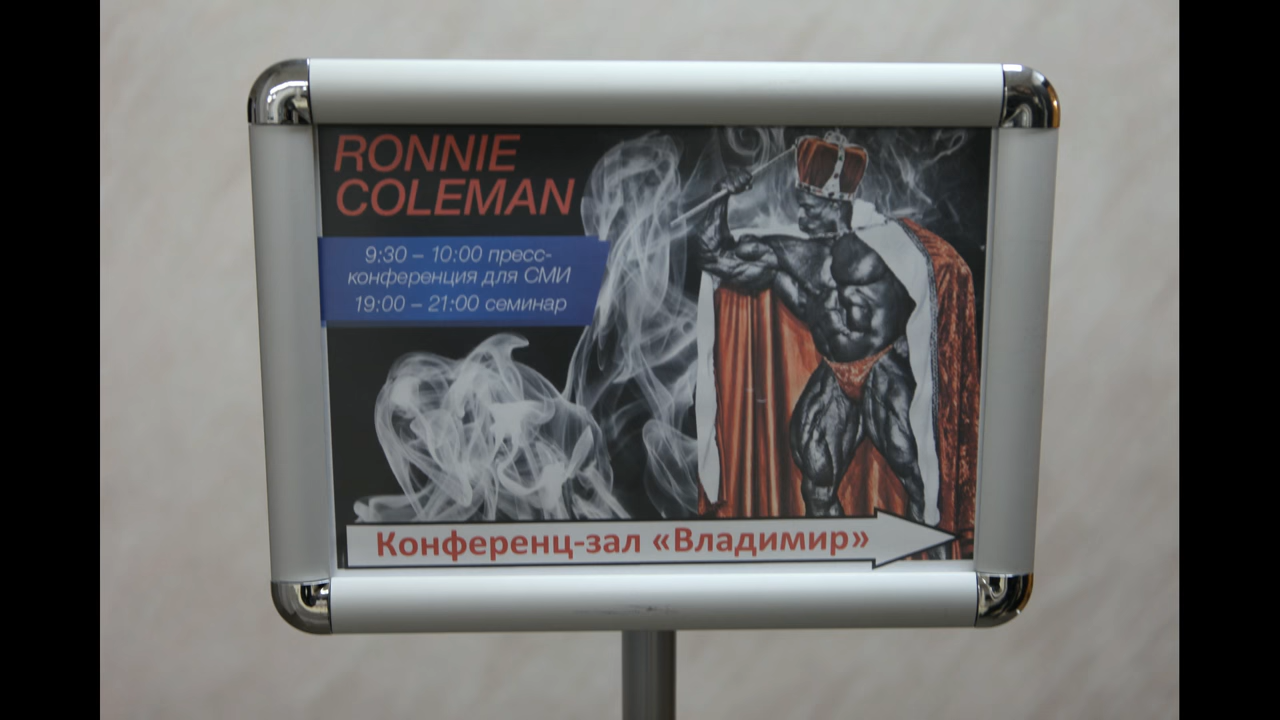 RONNIE
COLEMAN
9:30 – 10:00 пресс-
конференция для СМИ
19:00 – 21:00 семинар
Конференц-зал «Владимир»